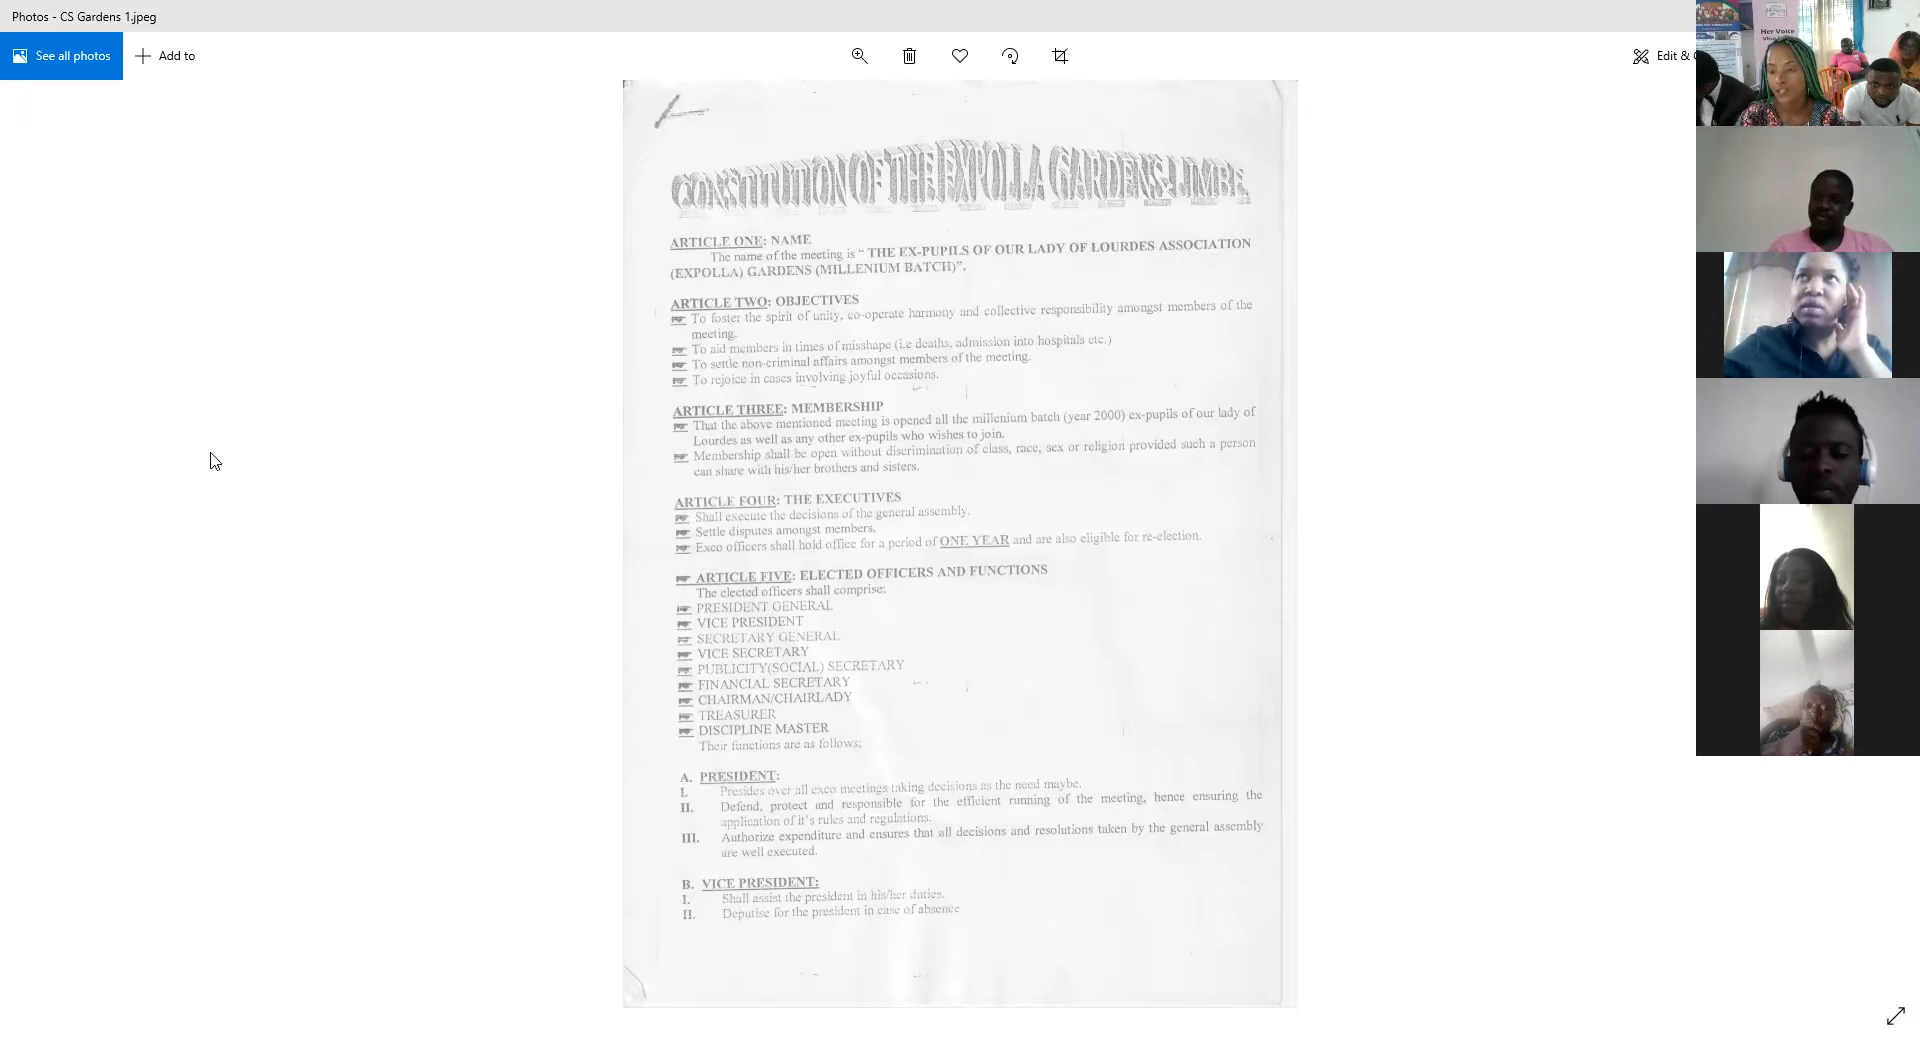 Photos - CS Gardens 1.jpeg
See all photos
Add to
Edit &
Her Voice
CONSTITUTION OF THE EXPOLLA GARDENS-LIMBE
ARTICLE ONE: NAME
The name of the meeting is “ THE EX-PUPILS OF OUR LADY OF LOURDES ASSOCIATION
(EXPOLLA) GARDENS (MILLENIUM BATCH)”.
ARTICLE TWO: OBJECTIVES
To foster the spirit of unity, co-operate harmony and collective responsibility amongst members of the
meeting.
To aid members in times of misshape (i.e deaths, admission into hospitals etc.)
To settle non-criminal affairs amongst members of the meeting.
To rejoice in cases involving joyful occasions.
ARTICLE THREE: MEMBERSHIP
That the above mentioned meeting is opened all the millenium batch (year 2000) ex-pupils of our lady of
Lourdes as well as any other ex-pupils who wishes to join.
Membership shall be open without discrimination of class, race, sex or religion provided such a person
can share with his/her brothers and sisters.
ARTICLE FOUR: THE EXECUTIVES
Shall execute the decisions of the general assembly.
Settle disputes amongst members.
Exco officers shall hold office for a period of ONE YEAR and are also eligible for re-election.
ARTICLE FIVE: ELECTED OFFICERS AND FUNCTIONS
The elected officers shall comprise:
PRESIDENT GENERAL
VICE PRESIDENT
SECRETARY GENERAL
VICE SECRETARY
PUBLICITY(SOCIAL) SECRETARY
FINANCIAL SECRETARY
CHAIRMAN/CHAIRLADY
TREASURER
DISCIPLINE MASTER
Their functions are as follows;
A. PRESIDENT:
I. Presides over all exco meetings taking decisions as the need maybe.
II. Defend, protect and responsible for the efficient running of the meeting, hence ensuring the
application of it's rules and regulations.
III. Authorize expenditure and ensures that all decisions and resolutions taken by the general assembly
are well executed.
B. VICE PRESIDENT:
I. Shall assist the president in his/her duties.
II. Deputise for the president in case of absence